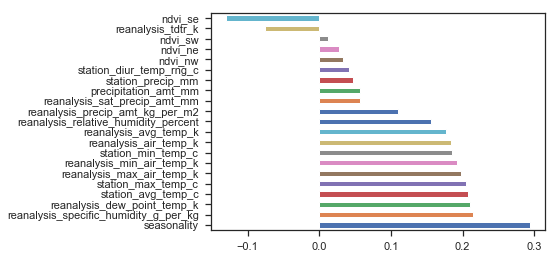 ndvi_se
reanalysis_tdtr_k
ndvi_sw
ndvi_ne
ndvi_nw
station_diur_temp_rng_c
station_precip_mm
precipitation_amt_mm
reanalysis_sat_precip_amt_mm
reanalysis_precip_amt_kg_per_m2
reanalysis_relative_humidity_percent
reanalysis_avg_temp_k
reanalysis_air_temp_k
station_min_temp_c
reanalysis_min_air_temp_k
reanalysis_max_air_temp_k
station_max_temp_c
station_avg_temp_c
reanalysis_dew_point_temp_k
reanalysis_specific_humidity_g_per_kg
seasonality
−0.1 0.0 0.1 0.2 0.3